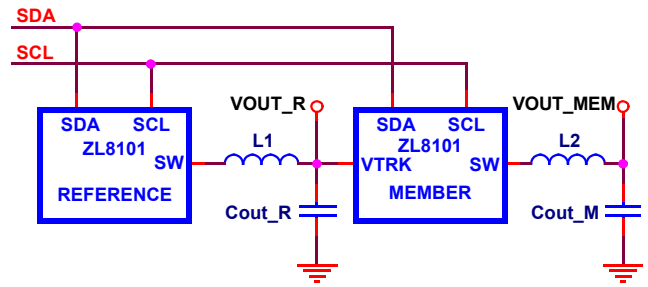 SDA
SCL
VOUT_R
VOUT_MEM
SDA SCL
ZL8101
SW
REFERENCE
L1
Cout_R
SDA SCL
ZL8101
VTRK SW
MEMBER
L2
Cout_M